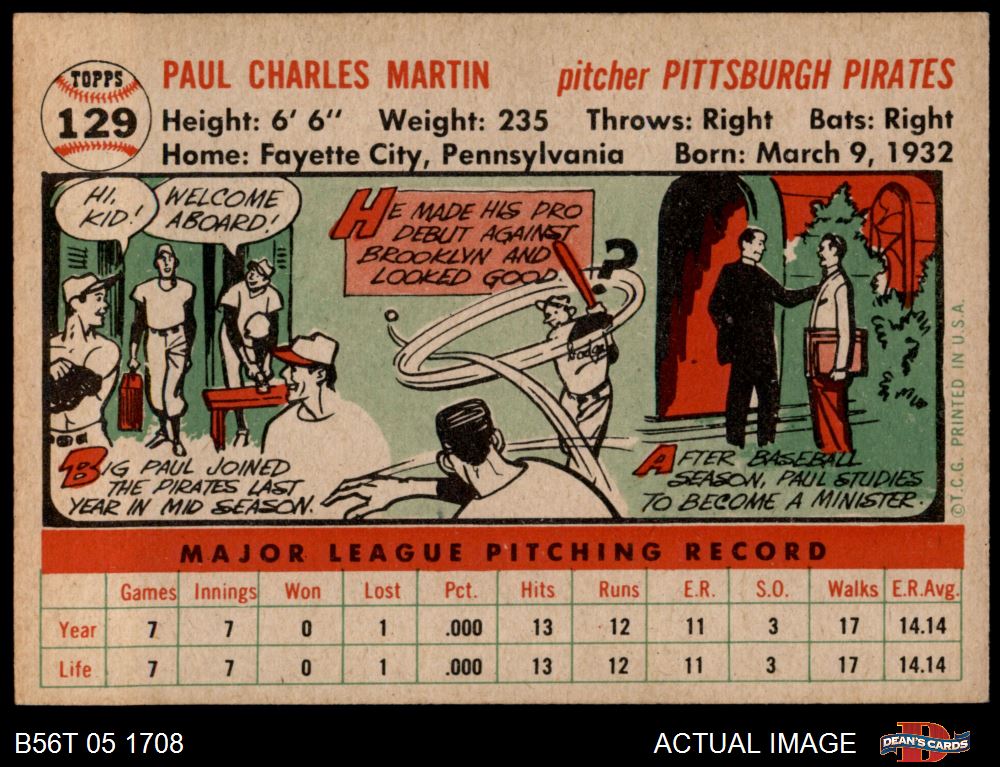 TOPPS
129
PAUL CHARLES MARTIN pitcher PITTSBURGH PIRATES
Height: 6' 6" Weight: 235 Throws: Right Bats: Right
Home: Fayette City, Pennsylvania Born: March 9, 1932
HI,
KID!
WELCOME
ABOARD!
BIG PAUL JOINED
THE PIRATES LAST
YEAR IN MID SEASON.
HE MADE HIS PRO
DEBUT AGAINST
BROOKLYN AND
LOOKED GOOD.
?
Dodgers
AFTER BASEBALL
SEASON, PAUL STUDIES
TO BECOME A MINISTER.
©T.C.G. PRINTED IN U.S.A.
MAJOR LEAGUE PITCHING RECORD
Games Innings Won Lost Pct. Hits Runs E.R. S.O. Walks E.R.Avg.
Year 7 7 0 1 .000 13 12 11 3 17 14.14
Life 7 7 0 1 .000 13 12 11 3 17 14.14
B56T 05 1708
ACTUAL IMAGE
DEAN'S CARDS